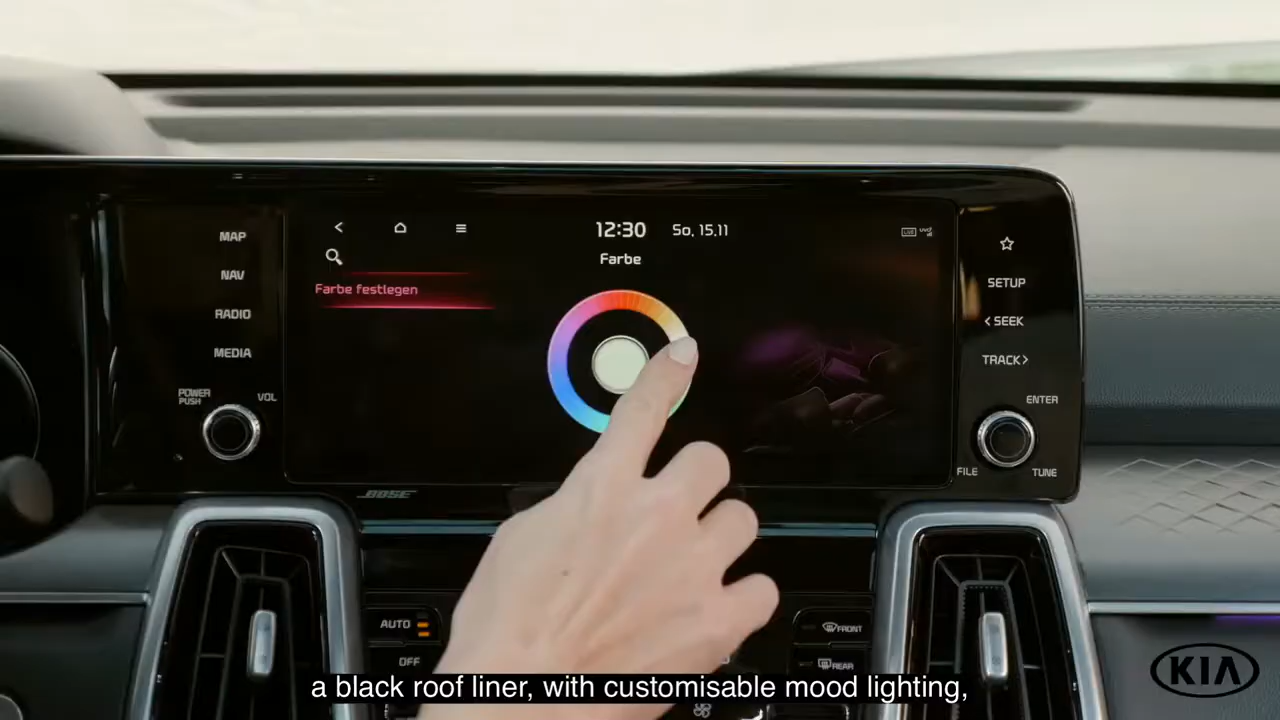 12:30 So, 15.11
Farbe
Farbe festlegen
MAP
NAV
RADIO
MEDIA
POWER
PUSH
VOL
SETUP
< SEEK
TRACK >
ENTER
FILE
TUNE
BOSE
AUTO
OFF
FRONT
REAR
a black roof liner, with customisable mood lighting,
KIA